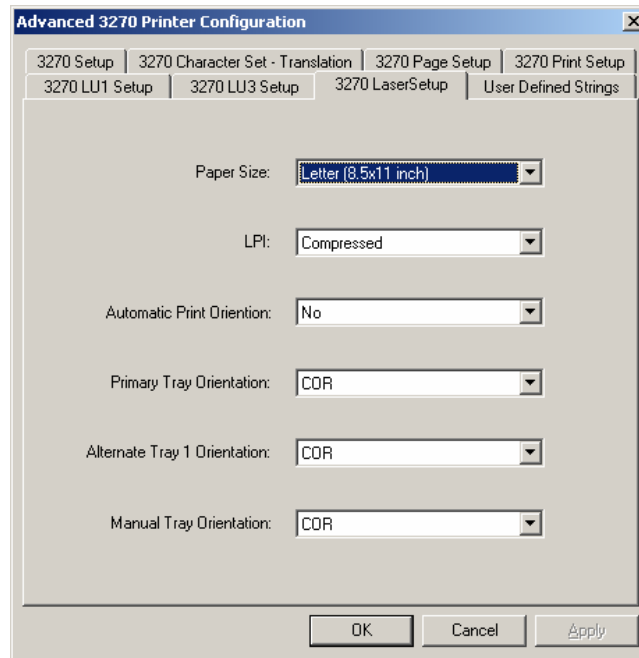 Advanced 3270 Printer Configuration
3270 Setup
3270 Character Set - Translation
3270 Page Setup
3270 Print Setup
3270 LU1 Setup
3270 LU3 Setup
3270 LaserSetup
User Defined Strings
Paper Size: Letter (8.5x11 inch)
LPI: Compressed
Automatic Print Oriention: No
Primary Tray Orientation: COR
Alternate Tray 1 Orientation: COR
Manual Tray Orientation: COR
OK
Cancel
Apply